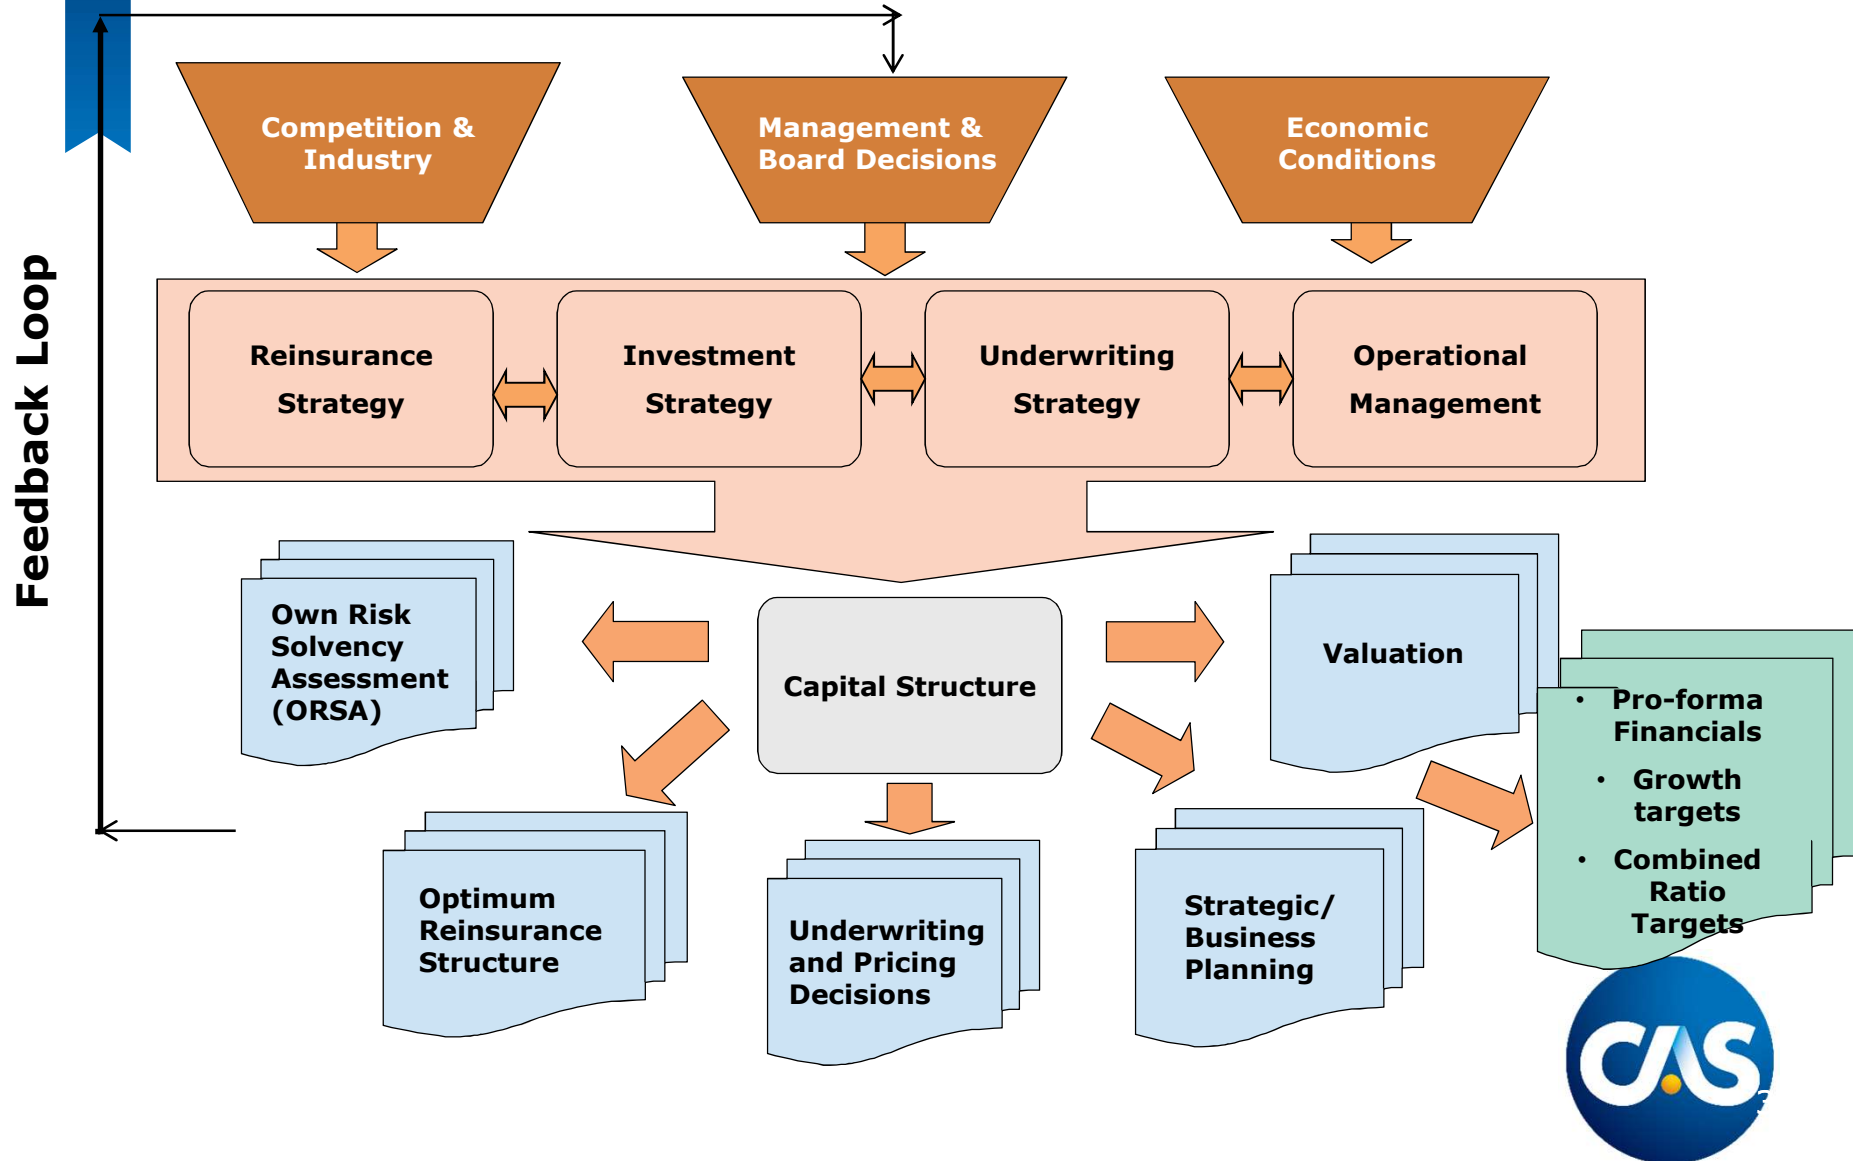 Feedback Loop
Competition &
Industry
Management &
Board Decisions
Economic
Conditions
Reinsurance
Strategy
Investment
Strategy
Underwriting
Strategy
Operational
Management
Own Risk
Solvency
Assessment
(ORSA)
Capital Structure
Valuation
• Pro-forma
Financials
• Growth
targets
• Combined
Ratio
Targets
Optimum
Reinsurance
Structure
Underwriting
and Pricing
Decisions
Strategic/
Business
Planning
CAS